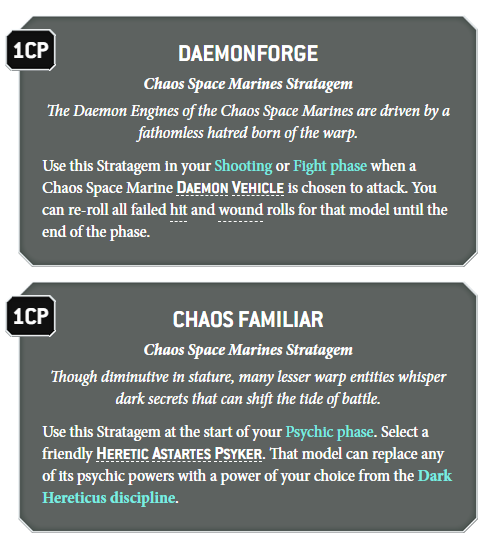 1CP
DAEMONFORGE
Chaos Space Marines Stratagem
The Daemon Engines of the Chaos Space Marines are driven by a
fathomless hatred born of the warp.
Use this Stratagem in your Shooting or Fight phase when a
Chaos Space Marine DAEMON VEHICLE is chosen to attack. You
can re-roll all failed hit and wound rolls for that model until the
end of the phase.
1CP
CHAOS FAMILIAR
Chaos Space Marines Stratagem
Though diminutive in stature, many lesser warp entities whisper
dark secrets that can shift the tide of battle.
Use this Stratagem at the start of your Psychic phase. Select a
friendly HERETIC ASTARTES PSYKER. That model can replace any
of its psychic powers with a power of your choice from the Dark
Hereticus discipline.